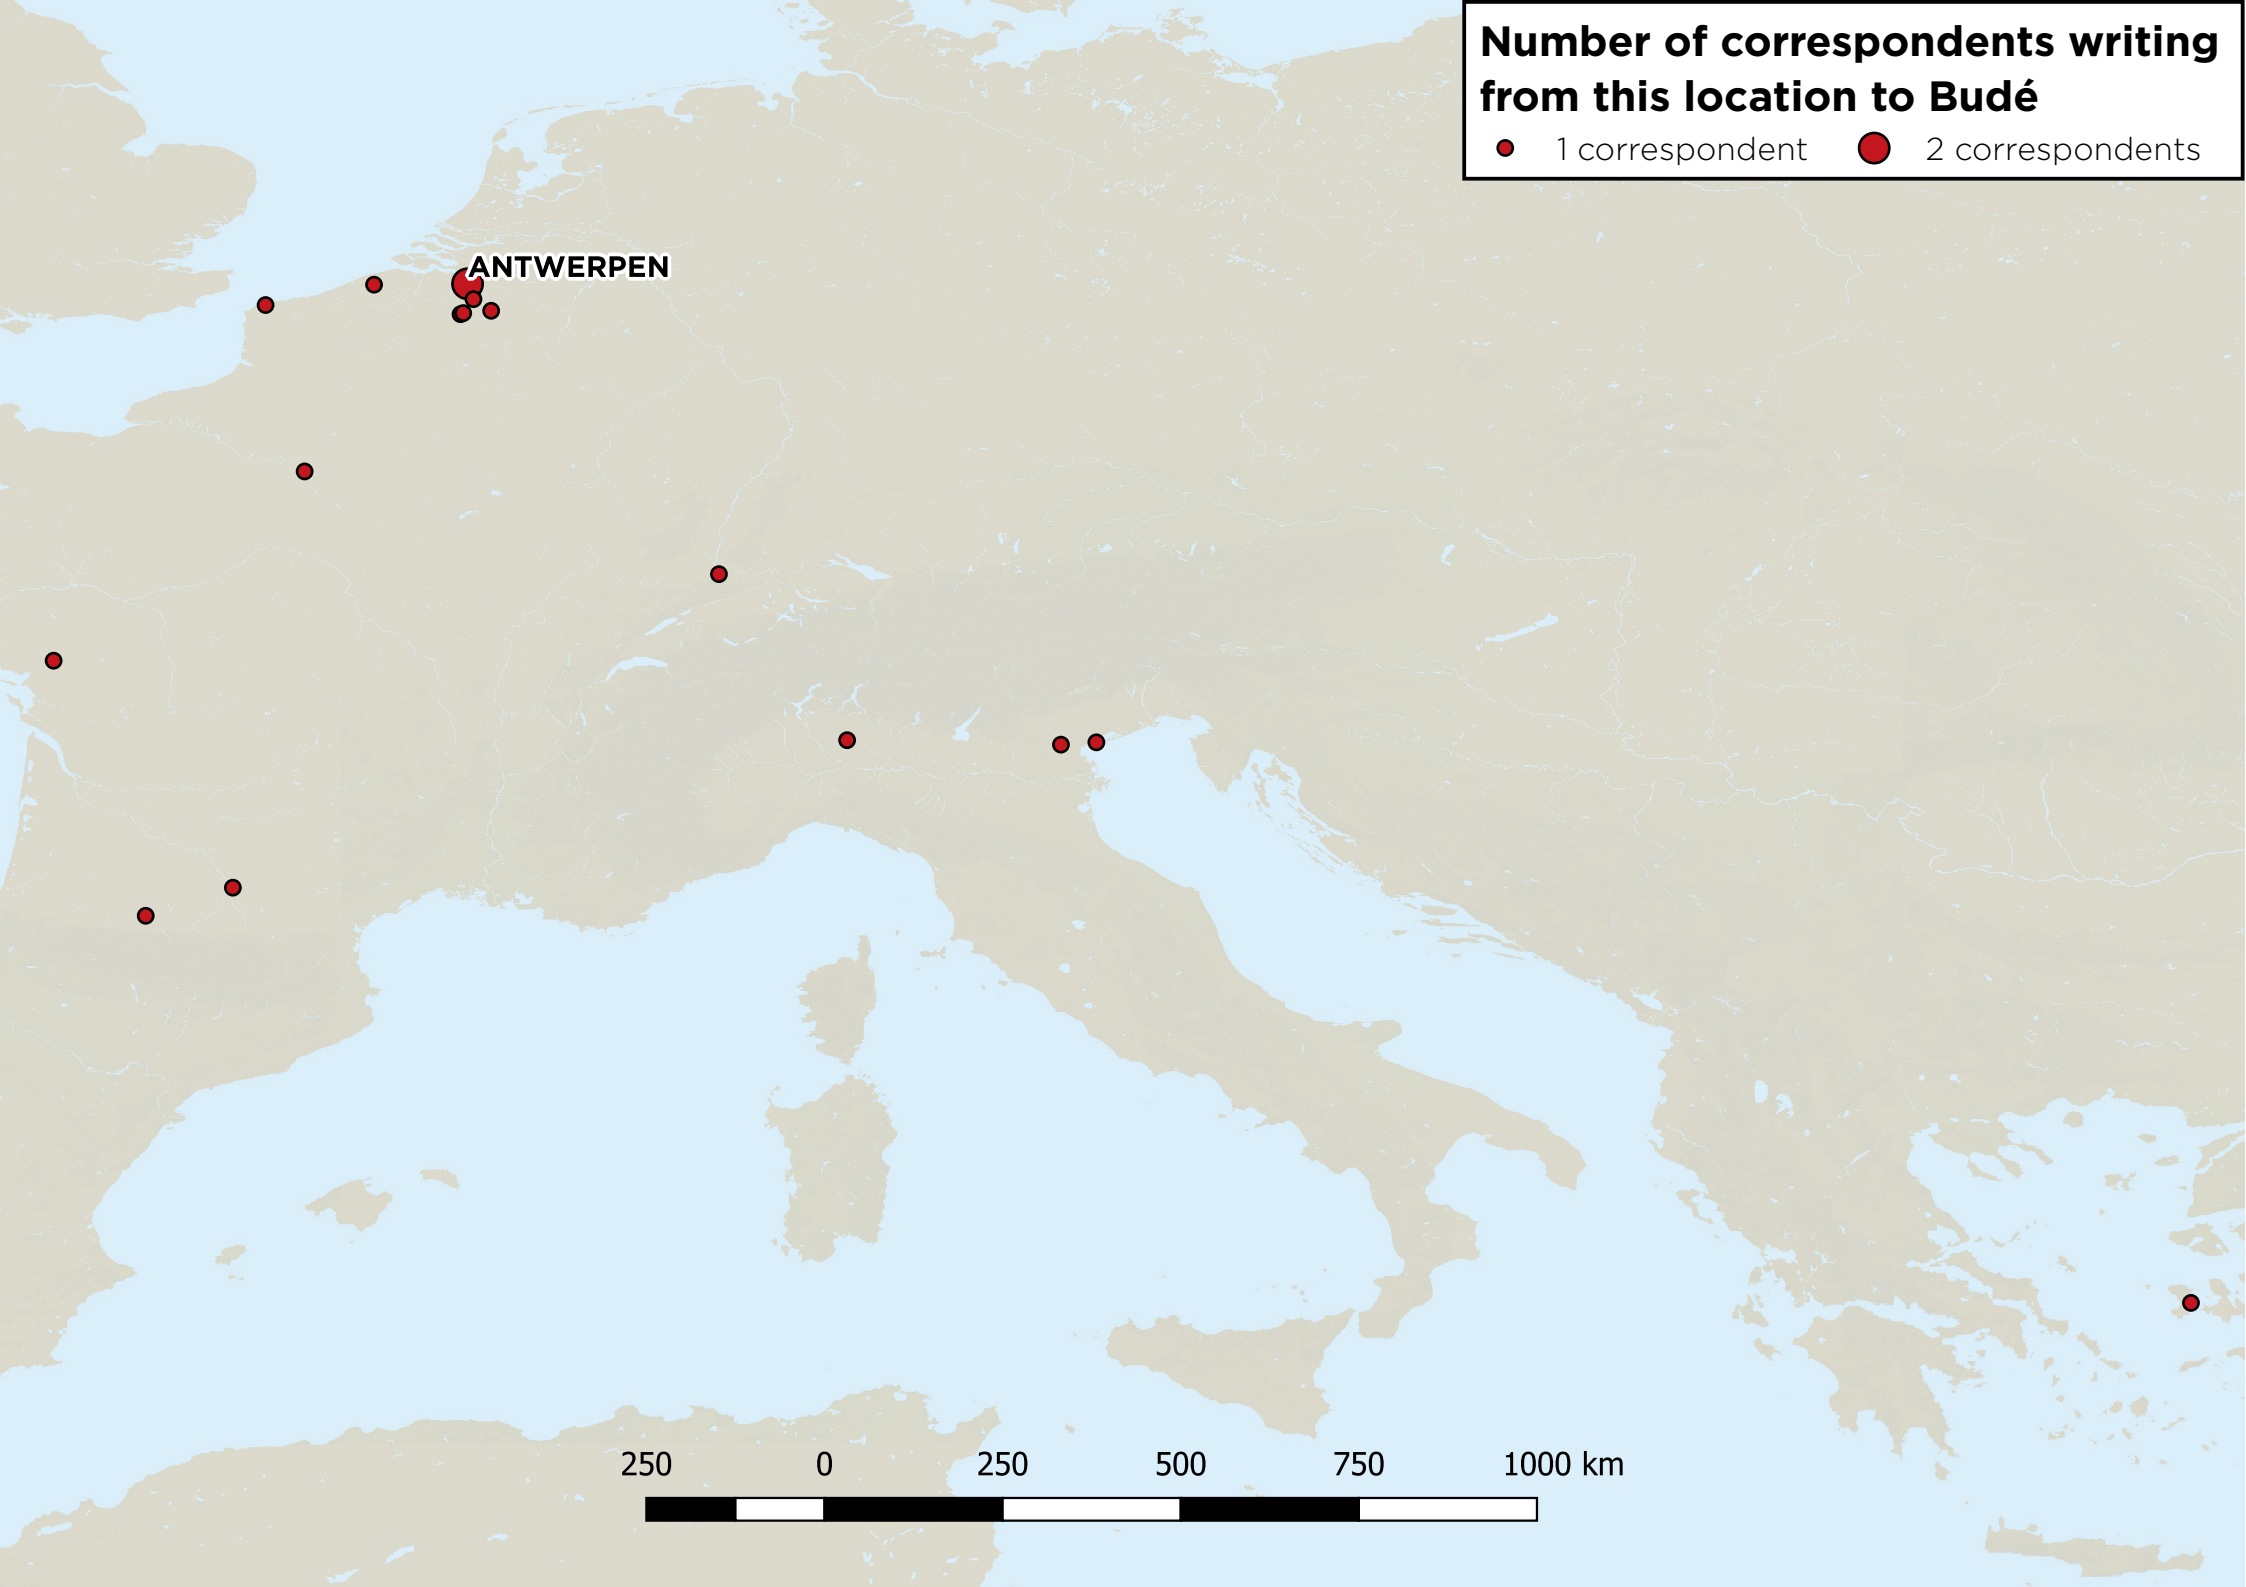 Number of correspondents writing
from this location to Budé
1 correspondent 2 correspondents
ANTWERPEN
250 0 250 500 750 1000 km